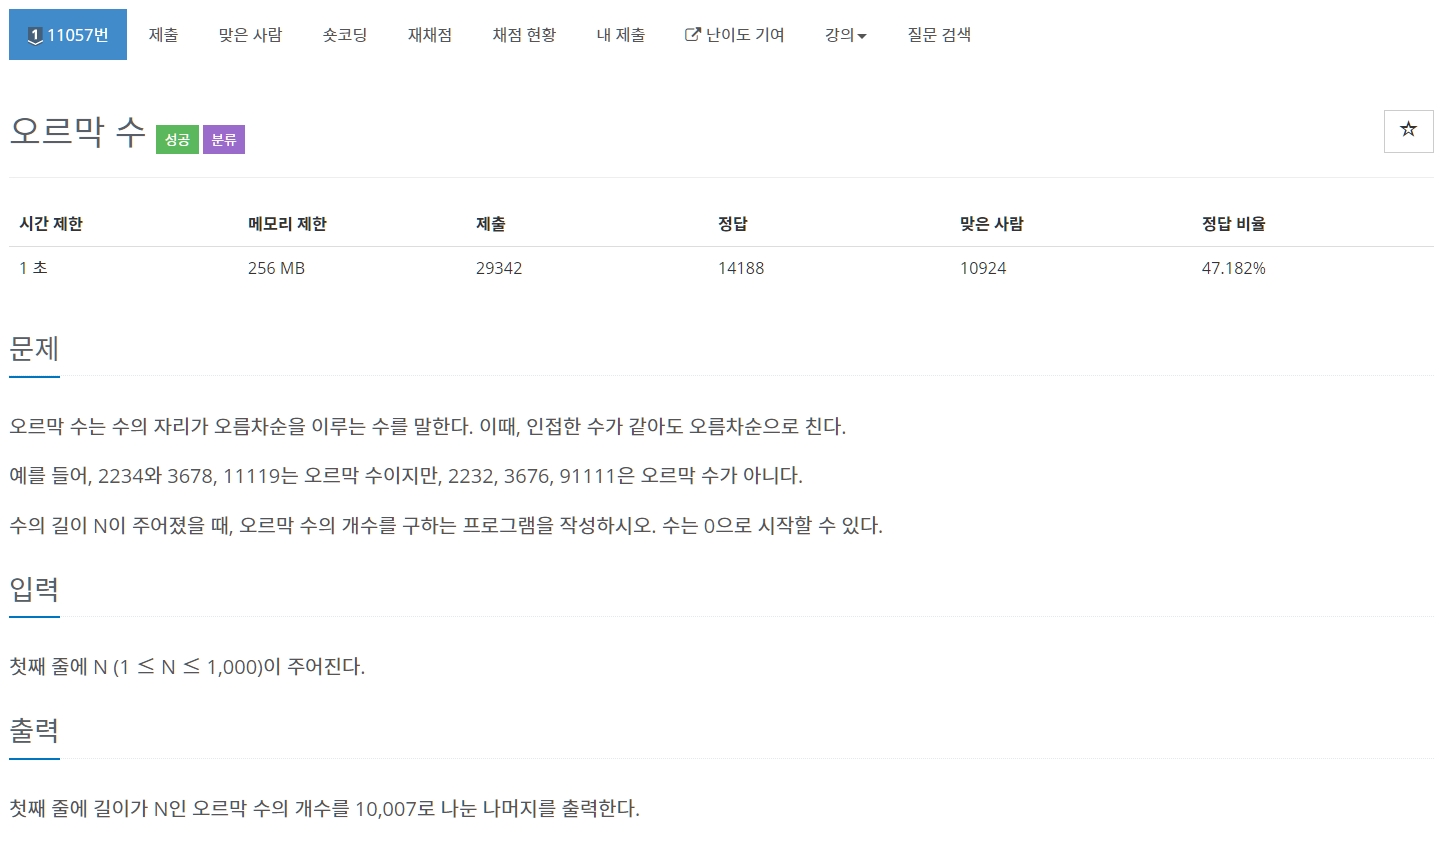 1 11057번 제출 맞은 사람 숏코딩 재채점 채점 현황 내 제출 난이도 기여 강의 질문 검색
오르막 수 성공 분류
시간 제한 메모리 제한 제출 정답 맞은 사람 정답 비율
1 초 256 MB 29342 14188 10924 47.182%
문제
오르막 수는 수의 자리가 오름차순을 이루는 수를 말한다. 이때, 인접한 수가 같아도 오름차순으로 친다.
예를 들어, 2234와 3678, 11119는 오르막 수이지만, 2232, 3676, 91111은 오르막 수가 아니다.
수의 길이 N이 주어졌을 때, 오르막 수의 개수를 구하는 프로그램을 작성하시오. 수는 0으로 시작할 수 있다.
입력
첫째 줄에 N (1 ≤ N ≤ 1,000)이 주어진다.
출력
첫째 줄에 길이가 N인 오르막 수의 개수를 10,007로 나눈 나머지를 출력한다.